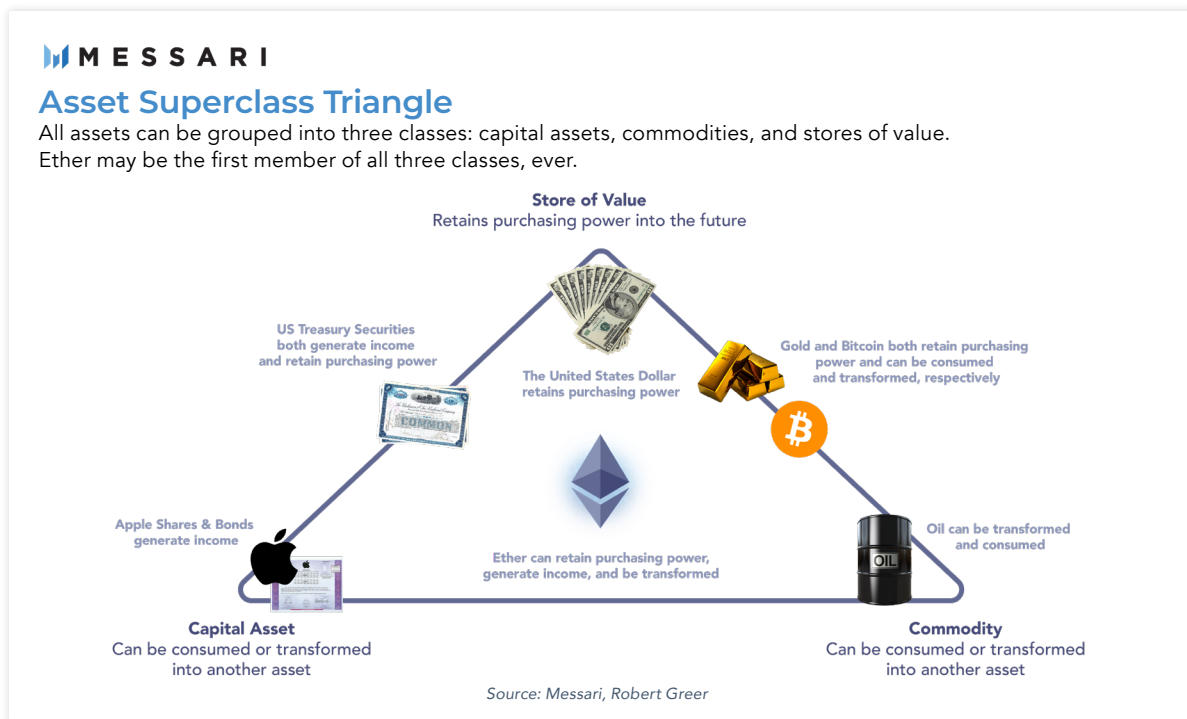 MESSARI
Asset Superclass Triangle
All assets can be grouped into three classes: capital assets, commodities, and stores of value.
Ether may be the first member of all three classes, ever.
Store of Value
Retains purchasing power into the future
US Treasury Securities
both generate income
and retain purchasing power
The United States Dollar
retains purchasing power
Gold and Bitcoin both retain purchasing
power and can be consumed
and transformed, respectively
COMMON
Apple Shares & Bonds
generate income
Ether can retain purchasing power,
generate income, and be transformed
OIL
Oil can be transformed
and consumed
Capital Asset
Can be consumed or transformed
into another asset
Commodity
Can be consumed or transformed
into another asset
Source: Messari, Robert Greer